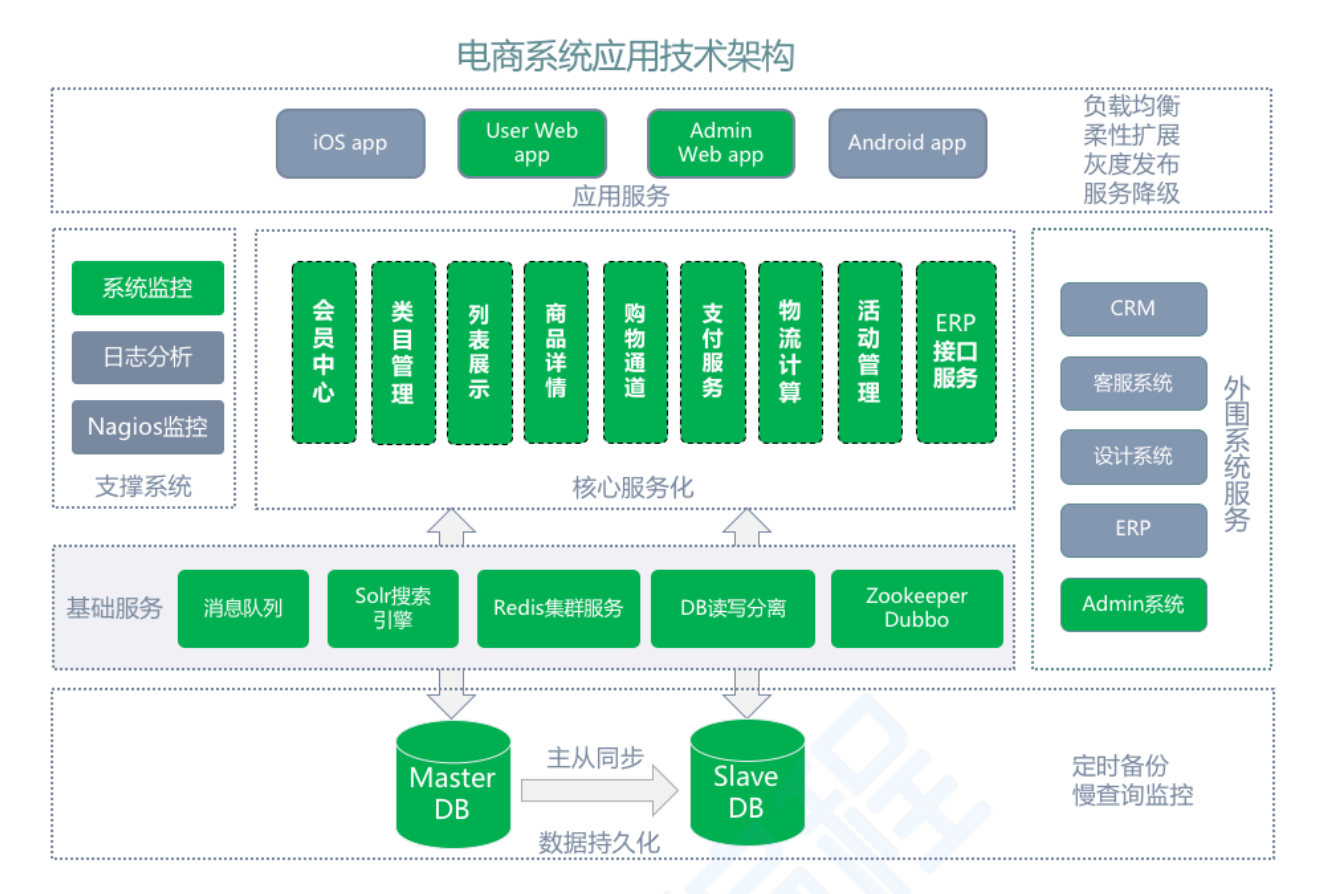 电商系统应用技术架构
iOS app
User Web
app
Admin
Web app
Android app
应用服务
负载均衡
柔性扩展
灰度发布
服务降级
系统监控
日志分析
Nagios监控
支撑系统
会员中心
类目管理
列表展示
商品详情
购物通道
支付服务
物流计算
活动管理
ERP
接口
服务
核心服务化
CRM
客服系统
设计系统
ERP
Admin系统
外围系统服务
基础服务
消息队列
Solr搜索
引擎
Redis集群服务
DB读写分离
Zookeeper
Dubbo
Master
DB
主从同步
Slave
DB
数据持久化
定时备份
慢查询监控